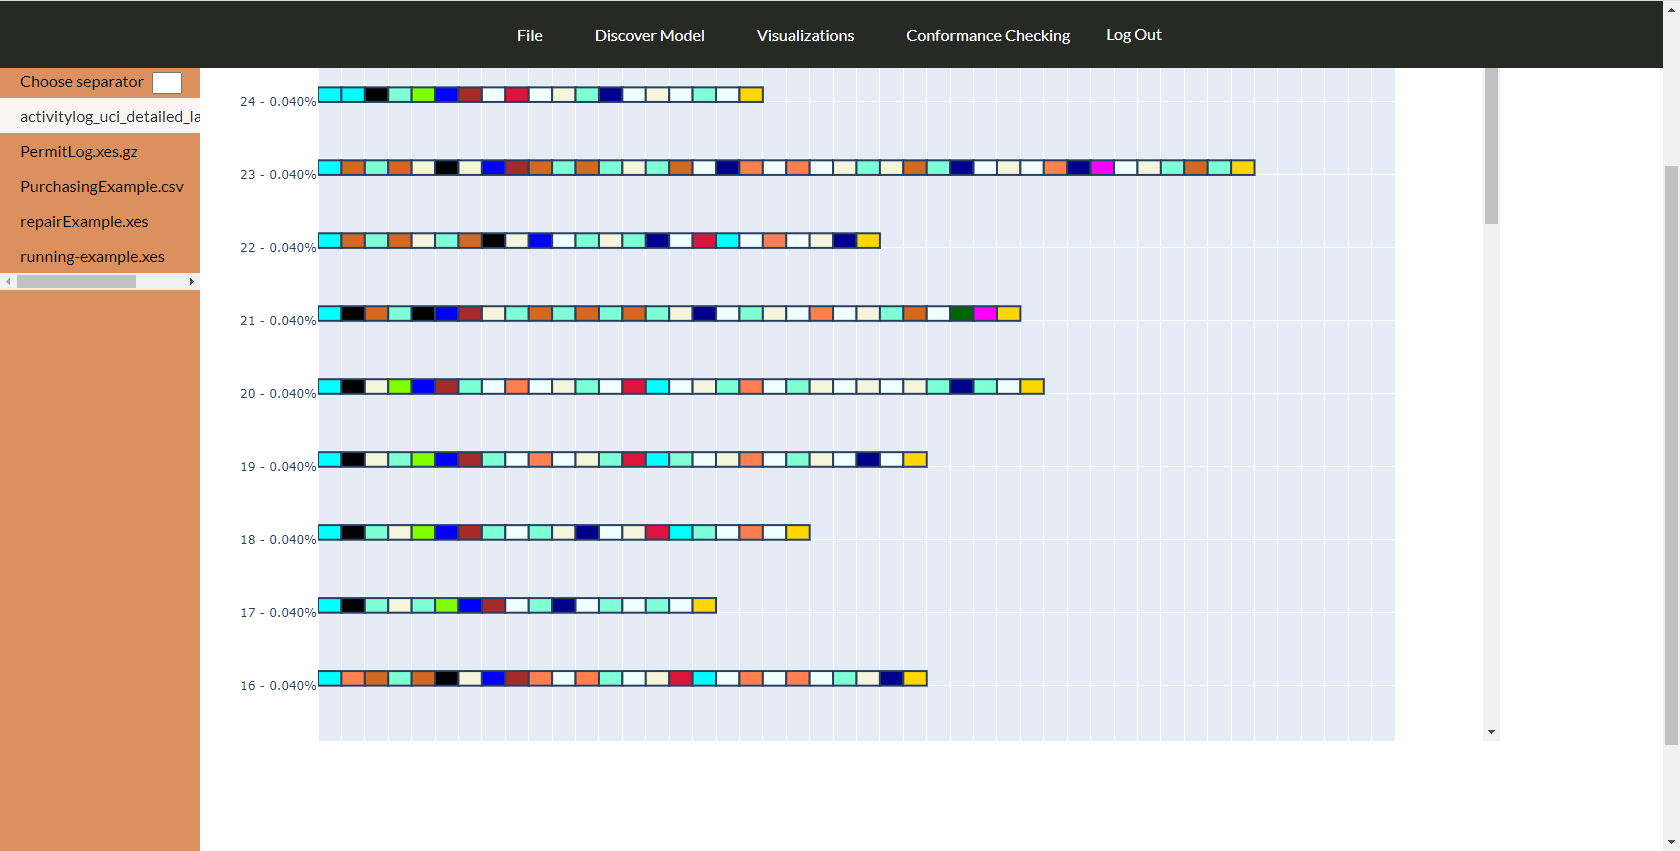 File Discover Model Visualizations Conformance Checking Log Out
Choose separator
activitylog_uci_detailed_la
PermitLog.xes.gz
PurchasingExample.csv
repairExample.xes
running-example.xes
24 - 0.040%
23 - 0.040%
22 - 0.040%
21 - 0.040%
20 - 0.040%
19 - 0.040%
18 - 0.040%
17 - 0.040%
16 - 0.040%